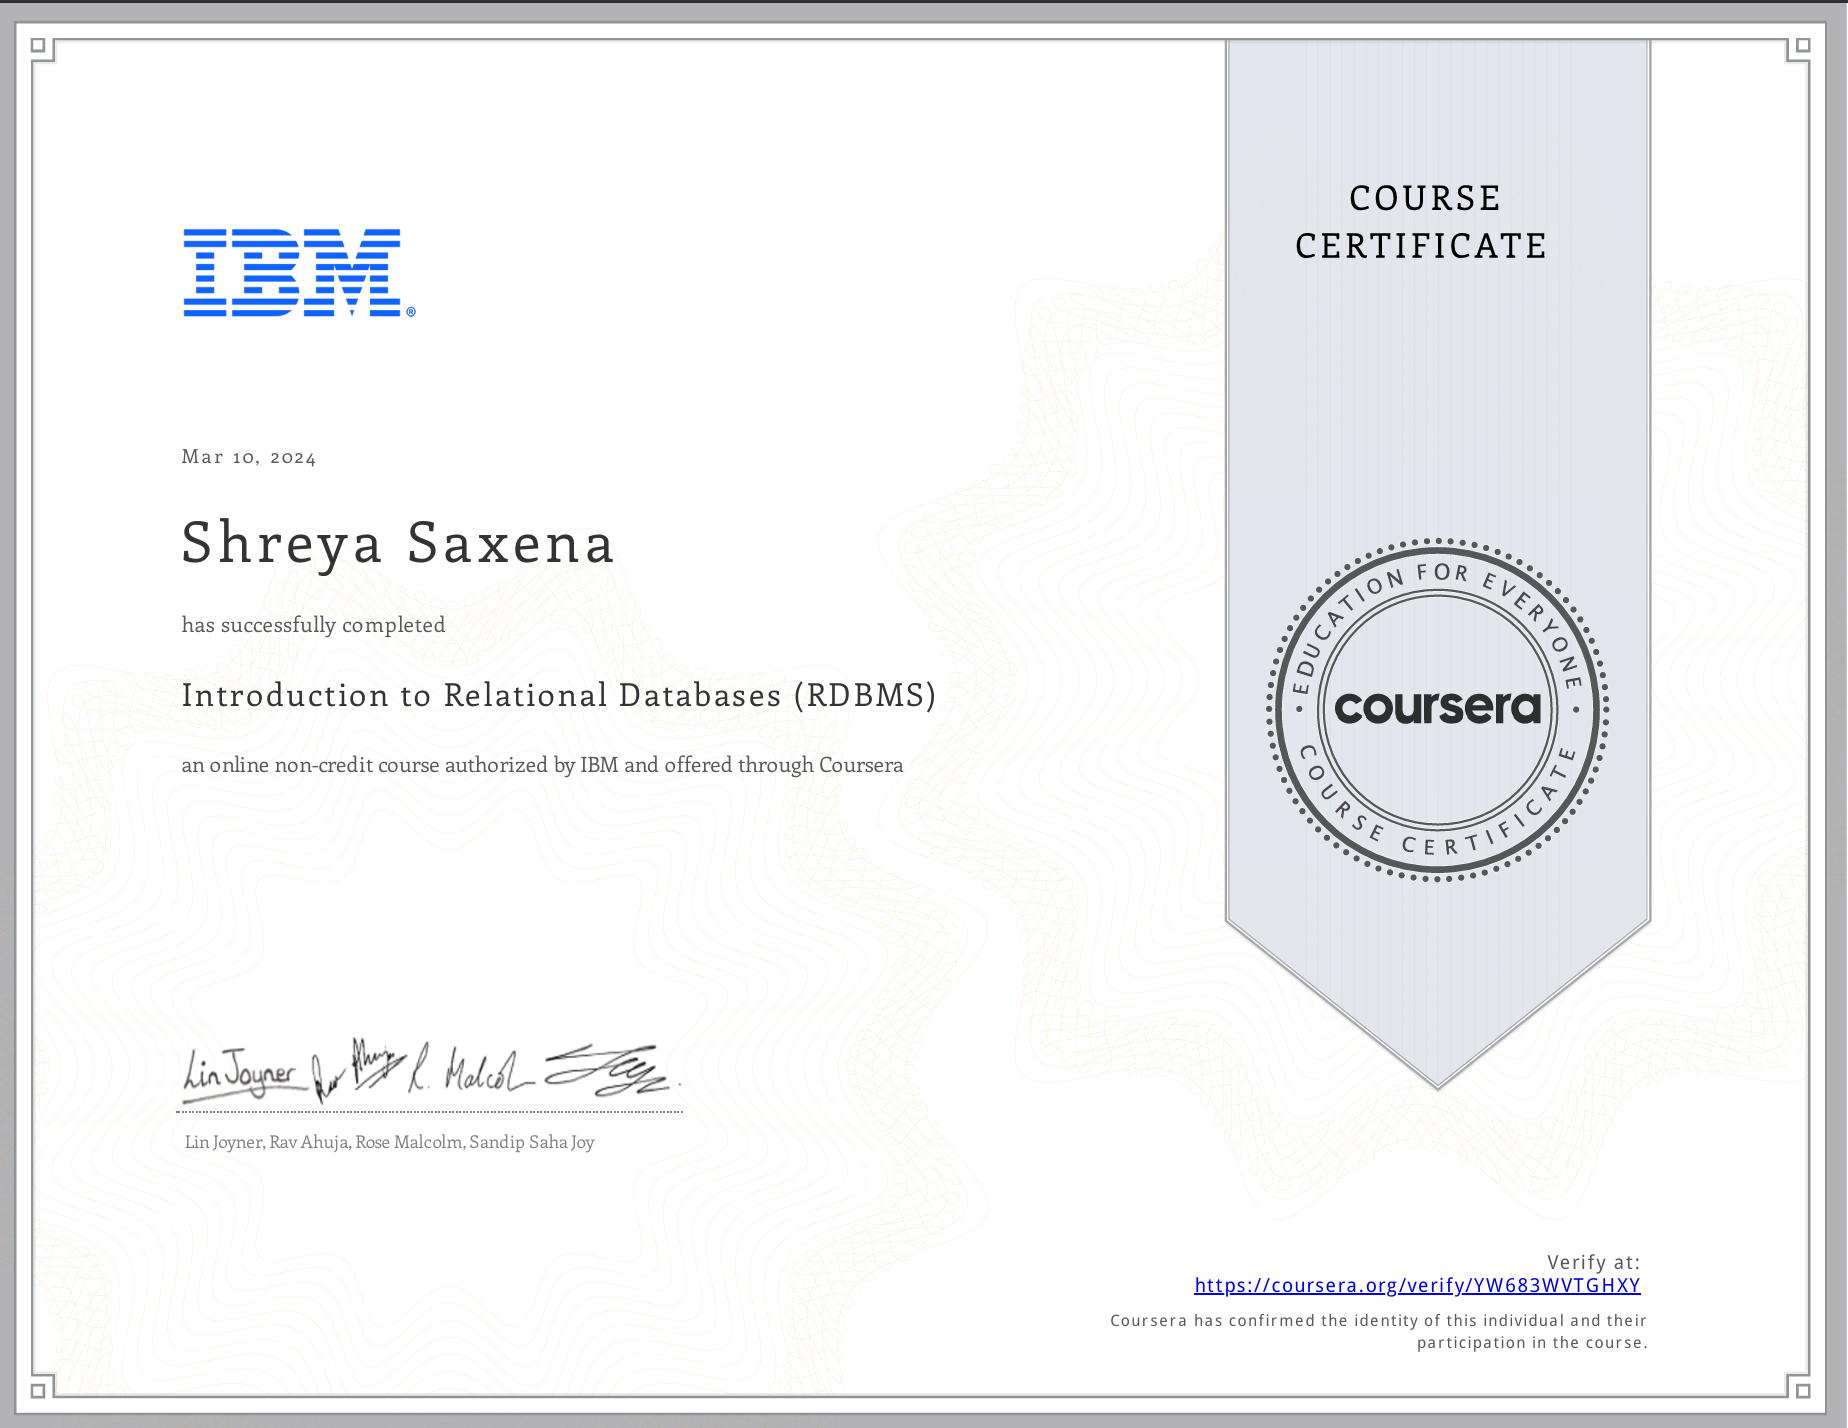 COURSE
CERTIFICATE
IBM®
Mar 10, 2024
Shreya Saxena
has successfully completed
Introduction to Relational Databases (RDBMS)
an online non-credit course authorized by IBM and offered through Coursera
EDUCATION FOR EVERYONE
coursera
COURSE CERTIFICATE
Lin Joyner R. Malcolm
Lin Joyner, Rav Ahuja, Rose Malcolm, Sandip Saha Joy
Verify at:
https://coursera.org/verify/YW683WVTGHXY
Coursera has confirmed the identity of this individual and their
participation in the course.